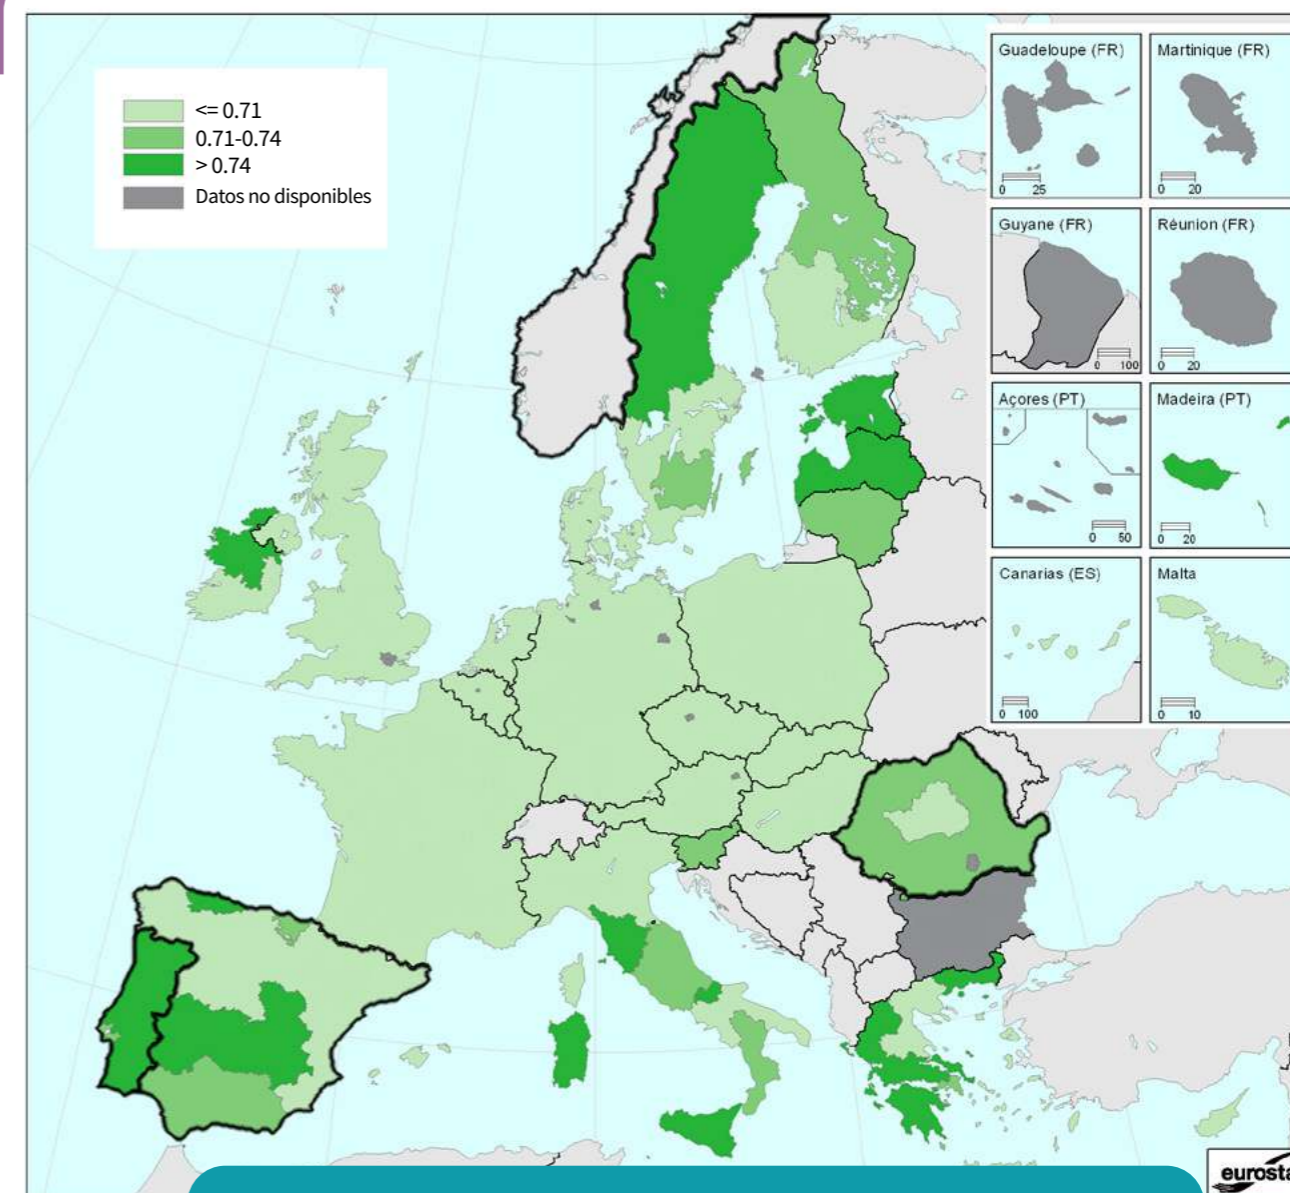 <= 0.71
0.71-0.74
> 0.74
Datos no disponibles
Guadeloupe (FR)
0 25
Martinique (FR)
0 20
Guyane (FR)
0 100
Réunion (FR)
0 20
Açores (PT)
0 50
Madeira (PT)
0 20
Canarias (ES)
0 100
Malta
0 10
eurosta